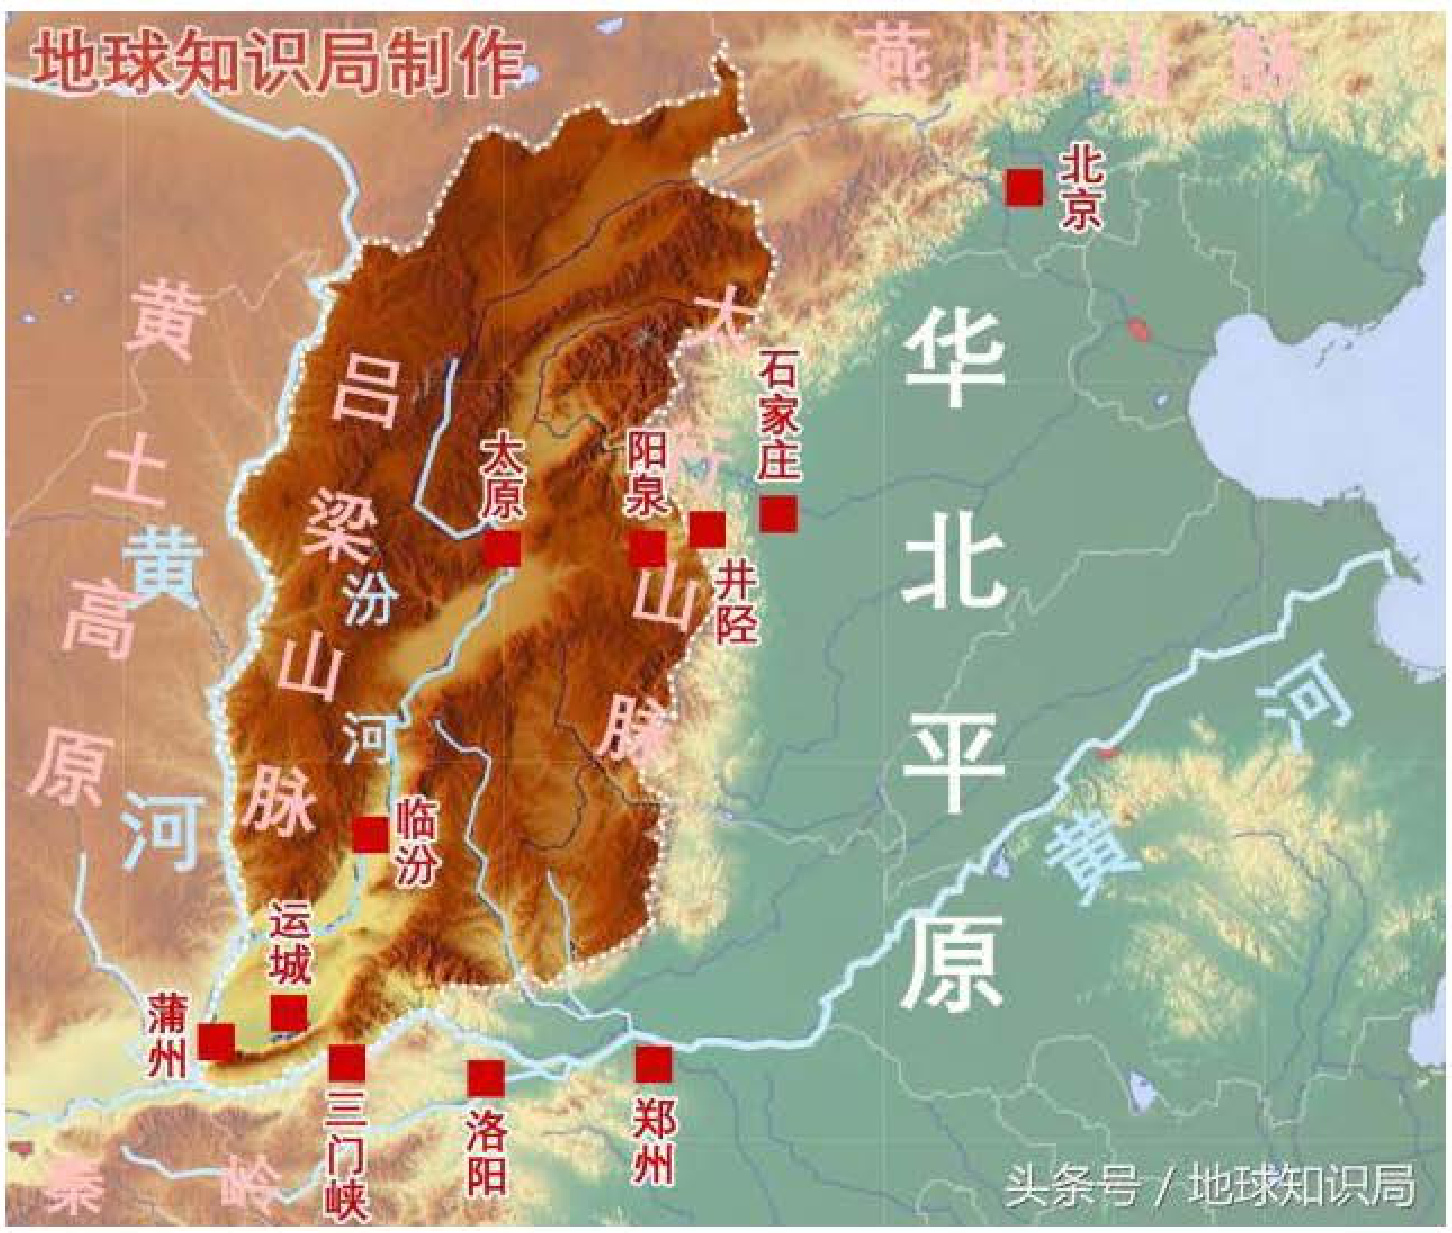 地球知识局制作
燕山山脉
北京
黄土高原
吕梁山脉
太行山脉
华北平原
石家庄
太原
阳泉
井陉
黄河
汾河
黄河
临汾
运城
蒲州
三门峡
洛阳
郑州
秦岭
头条号 / 地球知识局